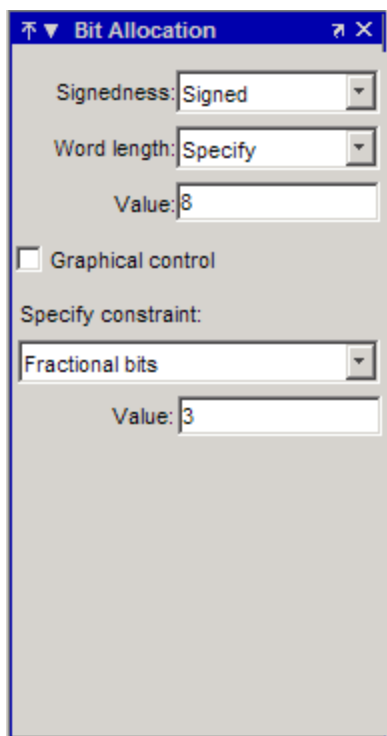 Bit Allocation
Signedness: Signed
Word length: Specify
Value: 8
Graphical control
Specify constraint:
Fractional bits
Value: 3